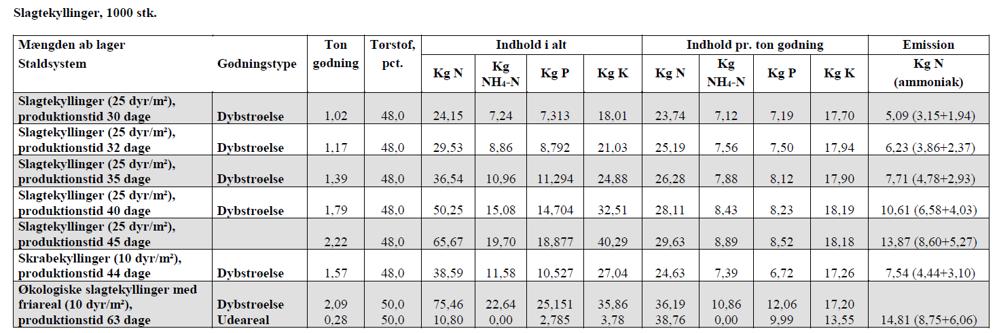 Slagtekyllinger, 1000 stk.
Mængden ab lager Ton Tørstof, Indhold i alt Indhold pr. ton gødning Emission
Staldsystem Gødningstype gødning pct. Kg N Kg NH₄-N Kg P Kg K Kg N Kg NH₄-N Kg P Kg K Kg N (ammoniak)
Slagtekyllinger (25 dyr/m²),
produktionstid 30 dage Dybstrøelse 1,02 48,0 24,15 7,24 7,313 18,01 23,74 7,12 7,19 17,70 5,09 (3,15+1,94)
Slagtekyllinger (25 dyr/m²),
produktionstid 32 dage Dybstrøelse 1,17 48,0 29,53 8,86 8,792 21,03 25,19 7,56 7,50 17,94 6,23 (3,86+2,37)
Slagtekyllinger (25 dyr/m²),
produktionstid 35 dage Dybstrøelse 1,39 48,0 36,54 10,96 11,294 24,88 26,28 7,88 8,12 17,90 7,71 (4,78+2,93)
Slagtekyllinger (25 dyr/m²),
produktionstid 40 dage Dybstrøelse 1,79 48,0 50,25 15,08 14,704 32,51 28,11 8,43 8,23 18,19 10,61 (6,58+4,03)
Slagtekyllinger (25 dyr/m²),
produktionstid 45 dage 2,22 48,0 65,67 19,70 18,877 40,29 29,63 8,89 8,52 18,18 13,87 (8,60+5,27)
Skrabekyllinger (10 dyr/m²),
produktionstid 44 dage Dybstrøelse 1,57 48,0 38,59 11,58 10,527 27,04 24,63 7,39 6,72 17,26 7,54 (4,44+3,10)
Økologiske slagtekyllinger med
friareal (10 dyr/m²), Dybstrøelse 2,09 50,0 75,46 22,64 25,151 35,86 36,19 10,86 12,06 17,20
produktionstid 63 dage Udeareal 0,28 50,0 10,80 0,00 2,785 3,78 38,76 0,00 9,99 13,55 14,81 (8,75+6,06)